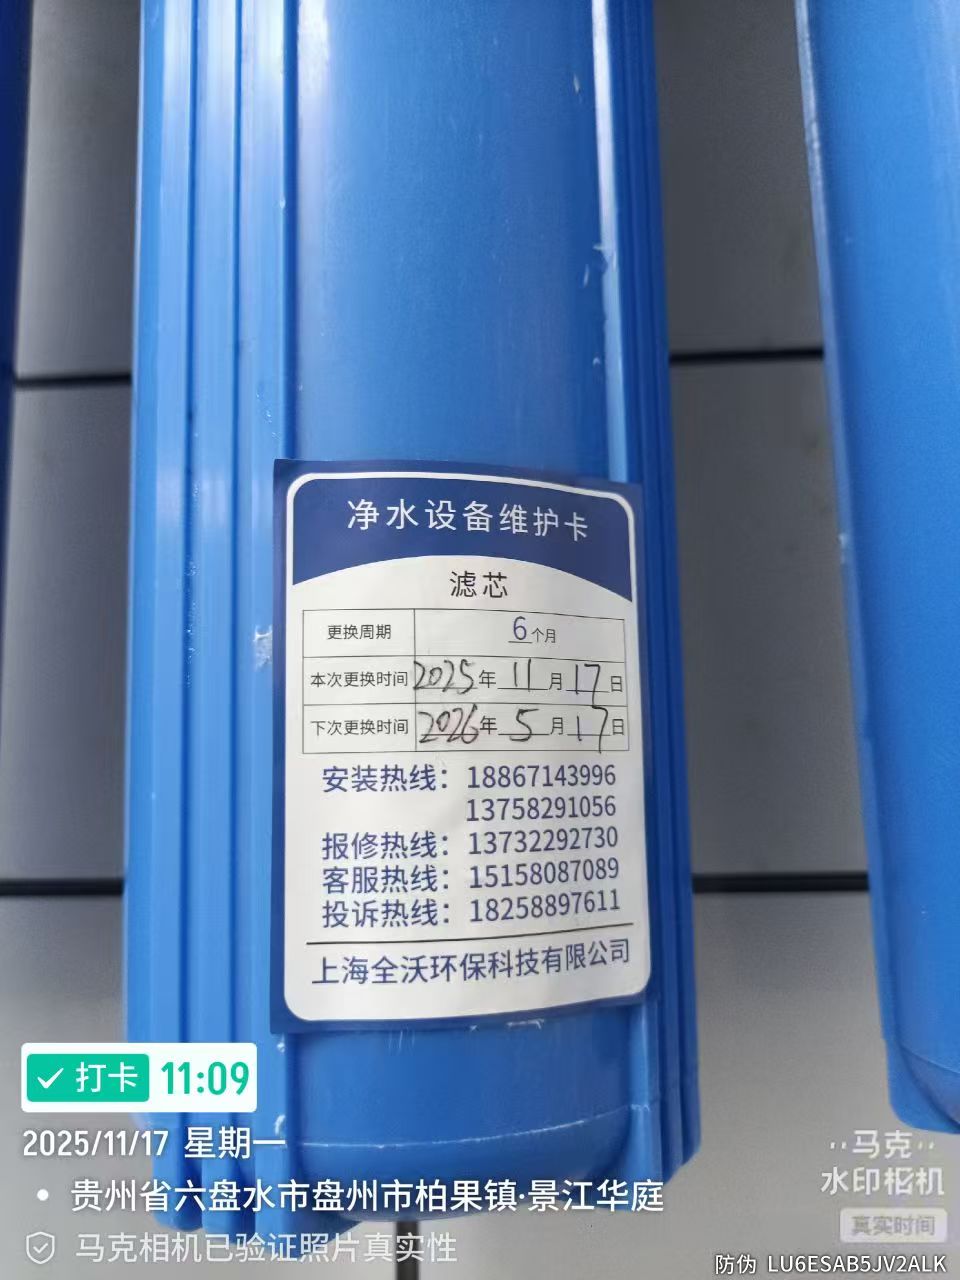 净水设备维护卡
滤芯
更换周期 6个月
本次更换时间 2025年11月17日
下次更换时间 2026年5月17日
安装热线：18867143996
13758291056
报修热线：13732292730
客服热线：15158087089
投诉热线：18258897611
上海全沃环保科技有限公司
打卡 11:09
2025/11/17 星期一
贵州省六盘水市盘州市柏果镇·景江华庭
马克相机已验证照片真实性
马克
水印相机
真实时间
防伪 LU6ESAB5JV2ALK